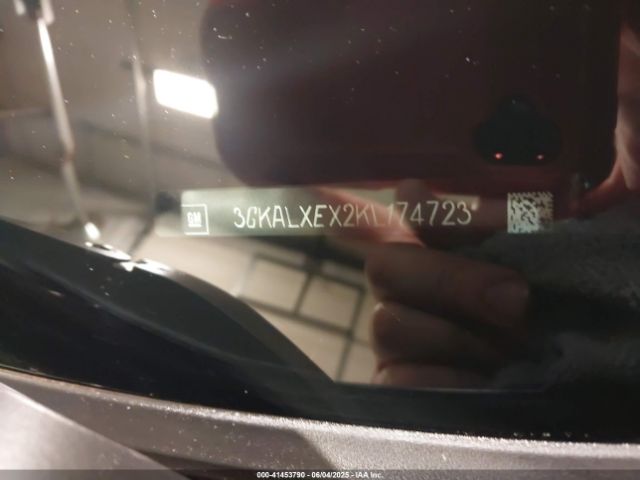 GM 3GKALXEX2KL174723*
000-41453790 - 06/04/2025 - IAA, Inc.